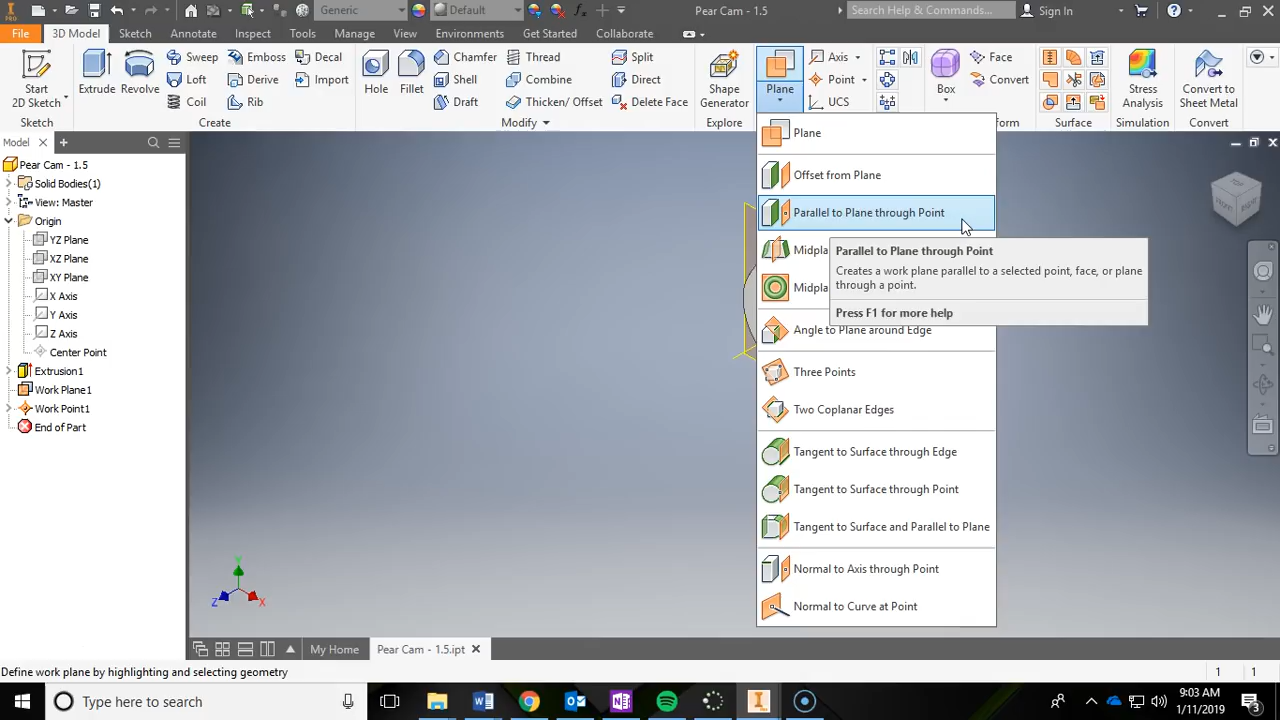 PRO
Generic
Default
Pear Cam - 1.5
Search Help & Commands...
Sign In
File
3D Model
Sketch
Annotate
Inspect
Tools
Manage
View
Environments
Get Started
Collaborate
Start
2D Sketch
Extrude
Revolve
Sweep
Loft
Coil
Emboss
Derive
Rib
Decal
Import
Hole
Fillet
Chamfer
Shell
Draft
Thread
Combine
Thicken/ Offset
Split
Direct
Delete Face
Shape
Generator
Plane
Axis
Point
UCS
Box
Face
Convert
Stress
Analysis
Convert to
Sheet Metal
Sketch
Create
Modify
Explore
Surface
Simulation
Convert
Model
Pear Cam - 1.5
Solid Bodies(1)
View: Master
Origin
YZ Plane
XZ Plane
XY Plane
X Axis
Y Axis
Z Axis
Center Point
Extrusion1
Work Plane1
Work Point1
End of Part
Plane
Offset from Plane
Parallel to Plane through Point
Parallel to Plane through Point
Creates a work plane parallel to a selected point, face, or plane
through a point.
Press F1 for more help
Angle to Plane around Edge
Three Points
Two Coplanar Edges
Tangent to Surface through Edge
Tangent to Surface through Point
Tangent to Surface and Parallel to Plane
Normal to Axis through Point
Normal to Curve at Point
TOP
FRONT
RIGHT
Y
Z
X
My Home
Pear Cam - 1.5.ipt
Define work plane by highlighting and selecting geometry
1
1
Type here to search
9:03 AM
1/11/2019
3